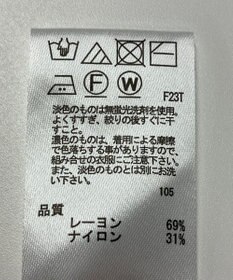 F
W
F23T
淡色のものは無蛍光洗剤を使用。
よくすすぎ、絞りの後すぐに干
すこと。
濃色のものは、着用による摩擦
で色落ちする事がありますので、
組み合せの衣服にご注意下さい。
また、淡色のものとは別にお洗
い下さい。
105
品質
レーヨン 69%
ナイロン 31%